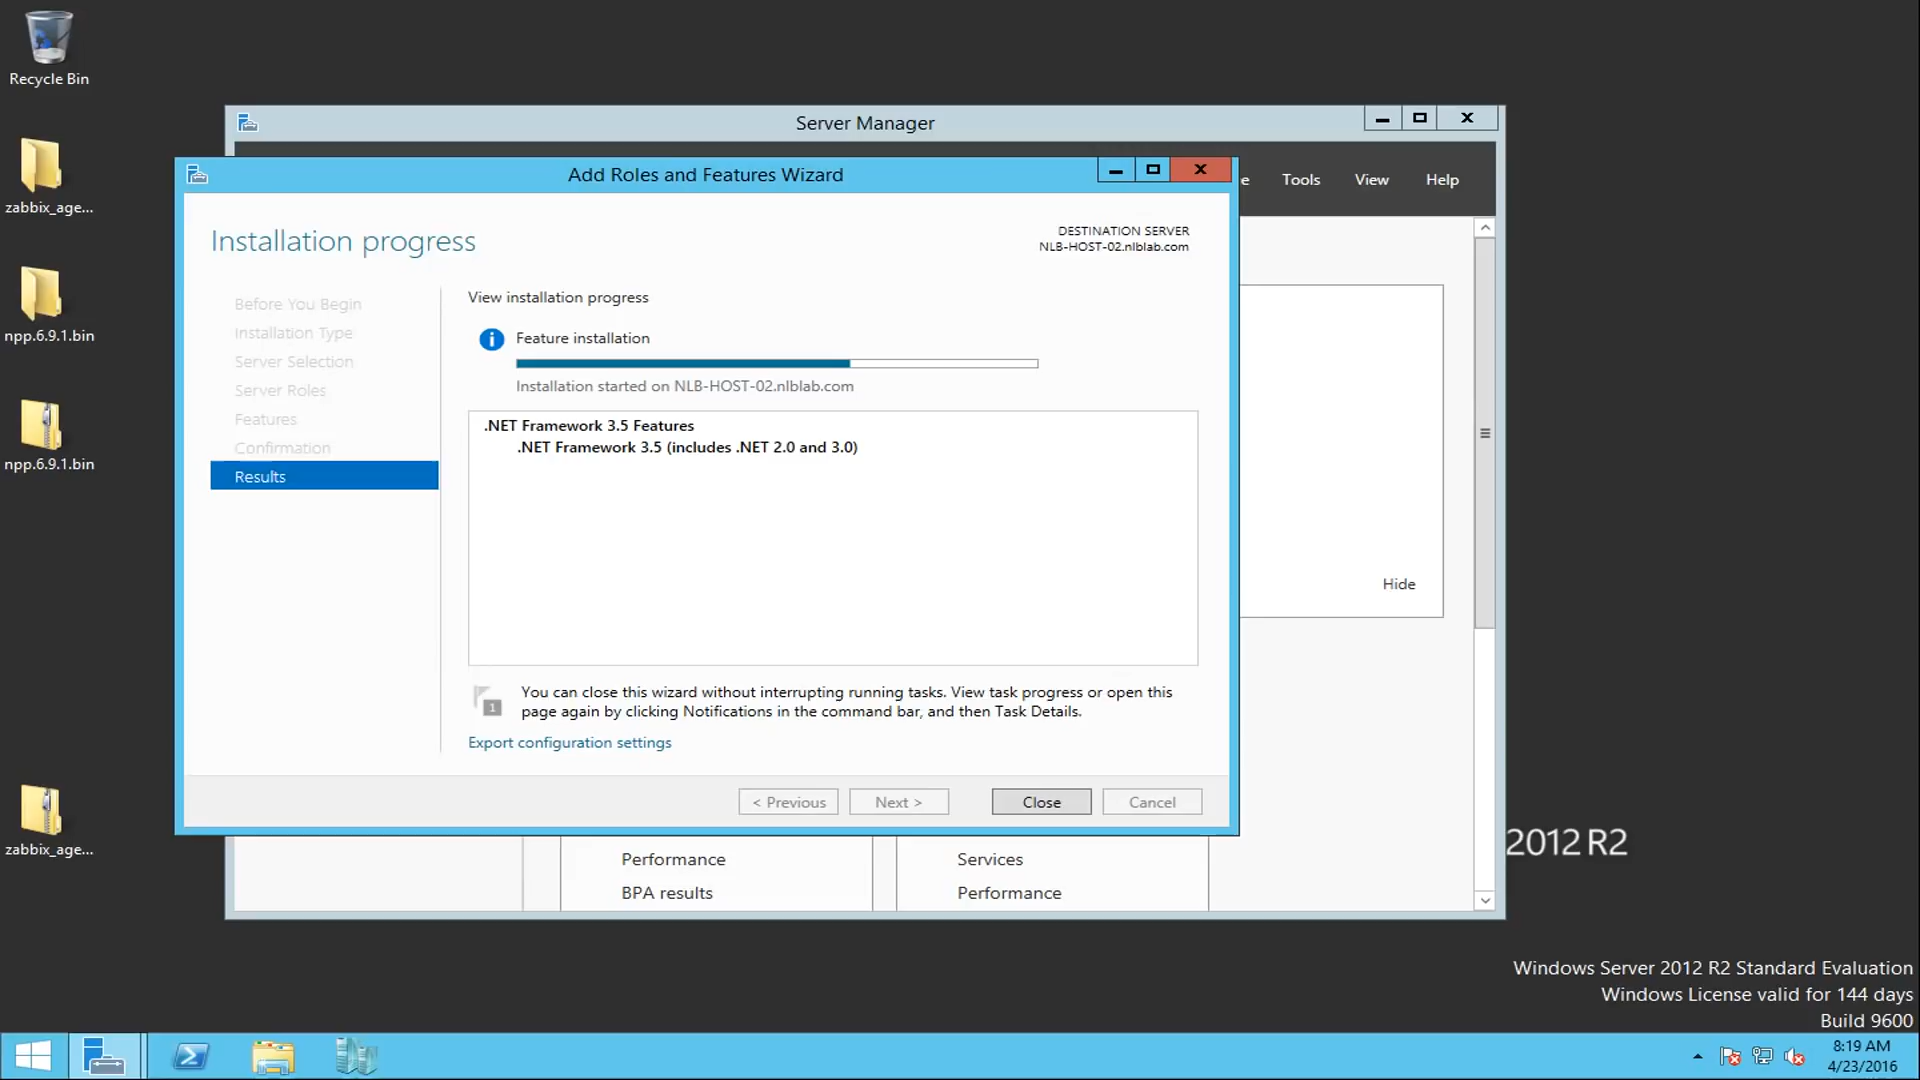 Recycle Bin
zabbix_age...
npp.6.9.1.bin
npp.6.9.1.bin
zabbix_age...
Server Manager
Tools
View
Help
Add Roles and Features Wizard
Installation progress
DESTINATION SERVER
NLB-HOST-02.nlblab.com
Before You Begin
Installation Type
Server Selection
Server Roles
Features
Confirmation
Results
View installation progress
Feature installation
Installation started on NLB-HOST-02.nlblab.com
.NET Framework 3.5 Features
.NET Framework 3.5 (includes .NET 2.0 and 3.0)
1
You can close this wizard without interrupting running tasks. View task progress or open this
page again by clicking Notifications in the command bar, and then Task Details.
Export configuration settings
< Previous
Next >
Close
Cancel
Hide
Performance
BPA results
Services
Performance
2012 R2
Windows Server 2012 R2 Standard Evaluation
Windows License valid for 144 days
Build 9600
8:19 AM
4/23/2016